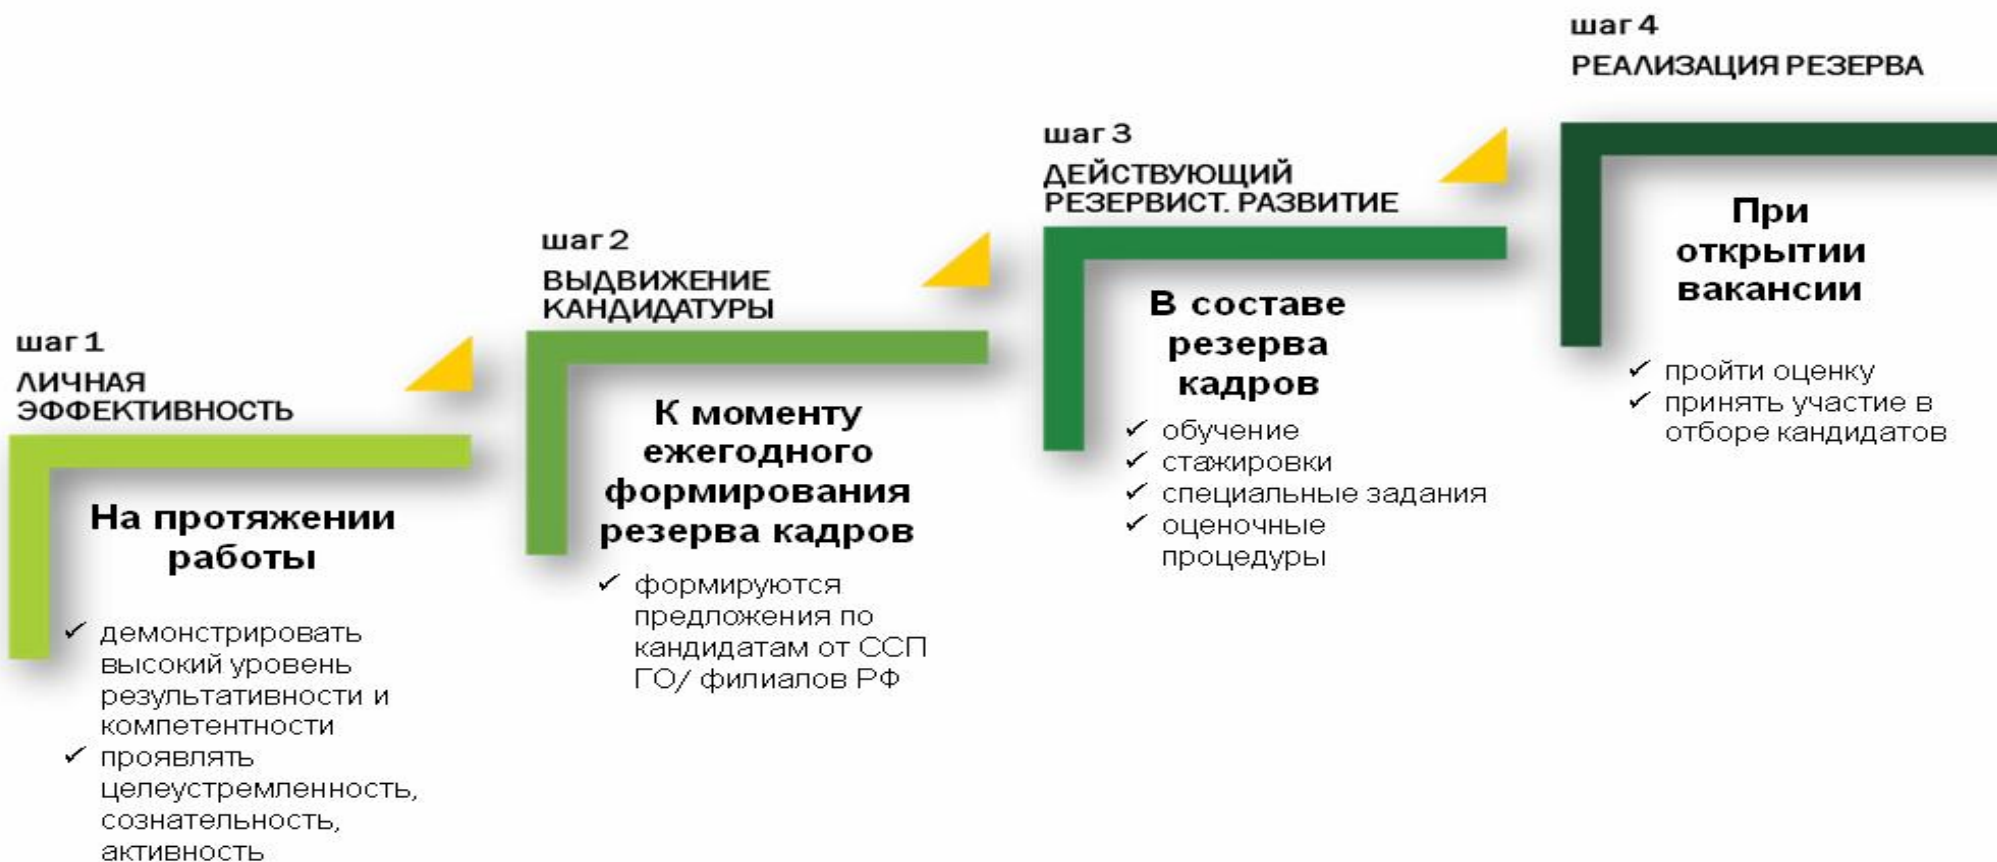 шаг 1
ЛИЧНАЯ
ЭФФЕКТИВНОСТЬ
На протяжении
работы
✓ демонстрировать
высокий уровень
результативности и
компетентности
✓ проявлять
целеустремленность,
сознательность,
активность
шаг 2
ВЫДВИЖЕНИЕ
КАНДИДАТУРЫ
К моменту
ежегодного
формирования
резерва кадров
✓ формируются
предложения по
кандидатам от ССП
ГО/ филиалов РФ
шаг 3
ДЕЙСТВУЮЩИЙ
РЕЗЕРВИСТ. РАЗВИТИЕ
В составе
резерва
кадров
✓ обучение
✓ стажировки
✓ специальные задания
✓ оценочные
процедуры
шаг 4
РЕАЛИЗАЦИЯ РЕЗЕРВА
При
открытии
вакансии
✓ пройти оценку
✓ принять участие в
отборе кандидатов